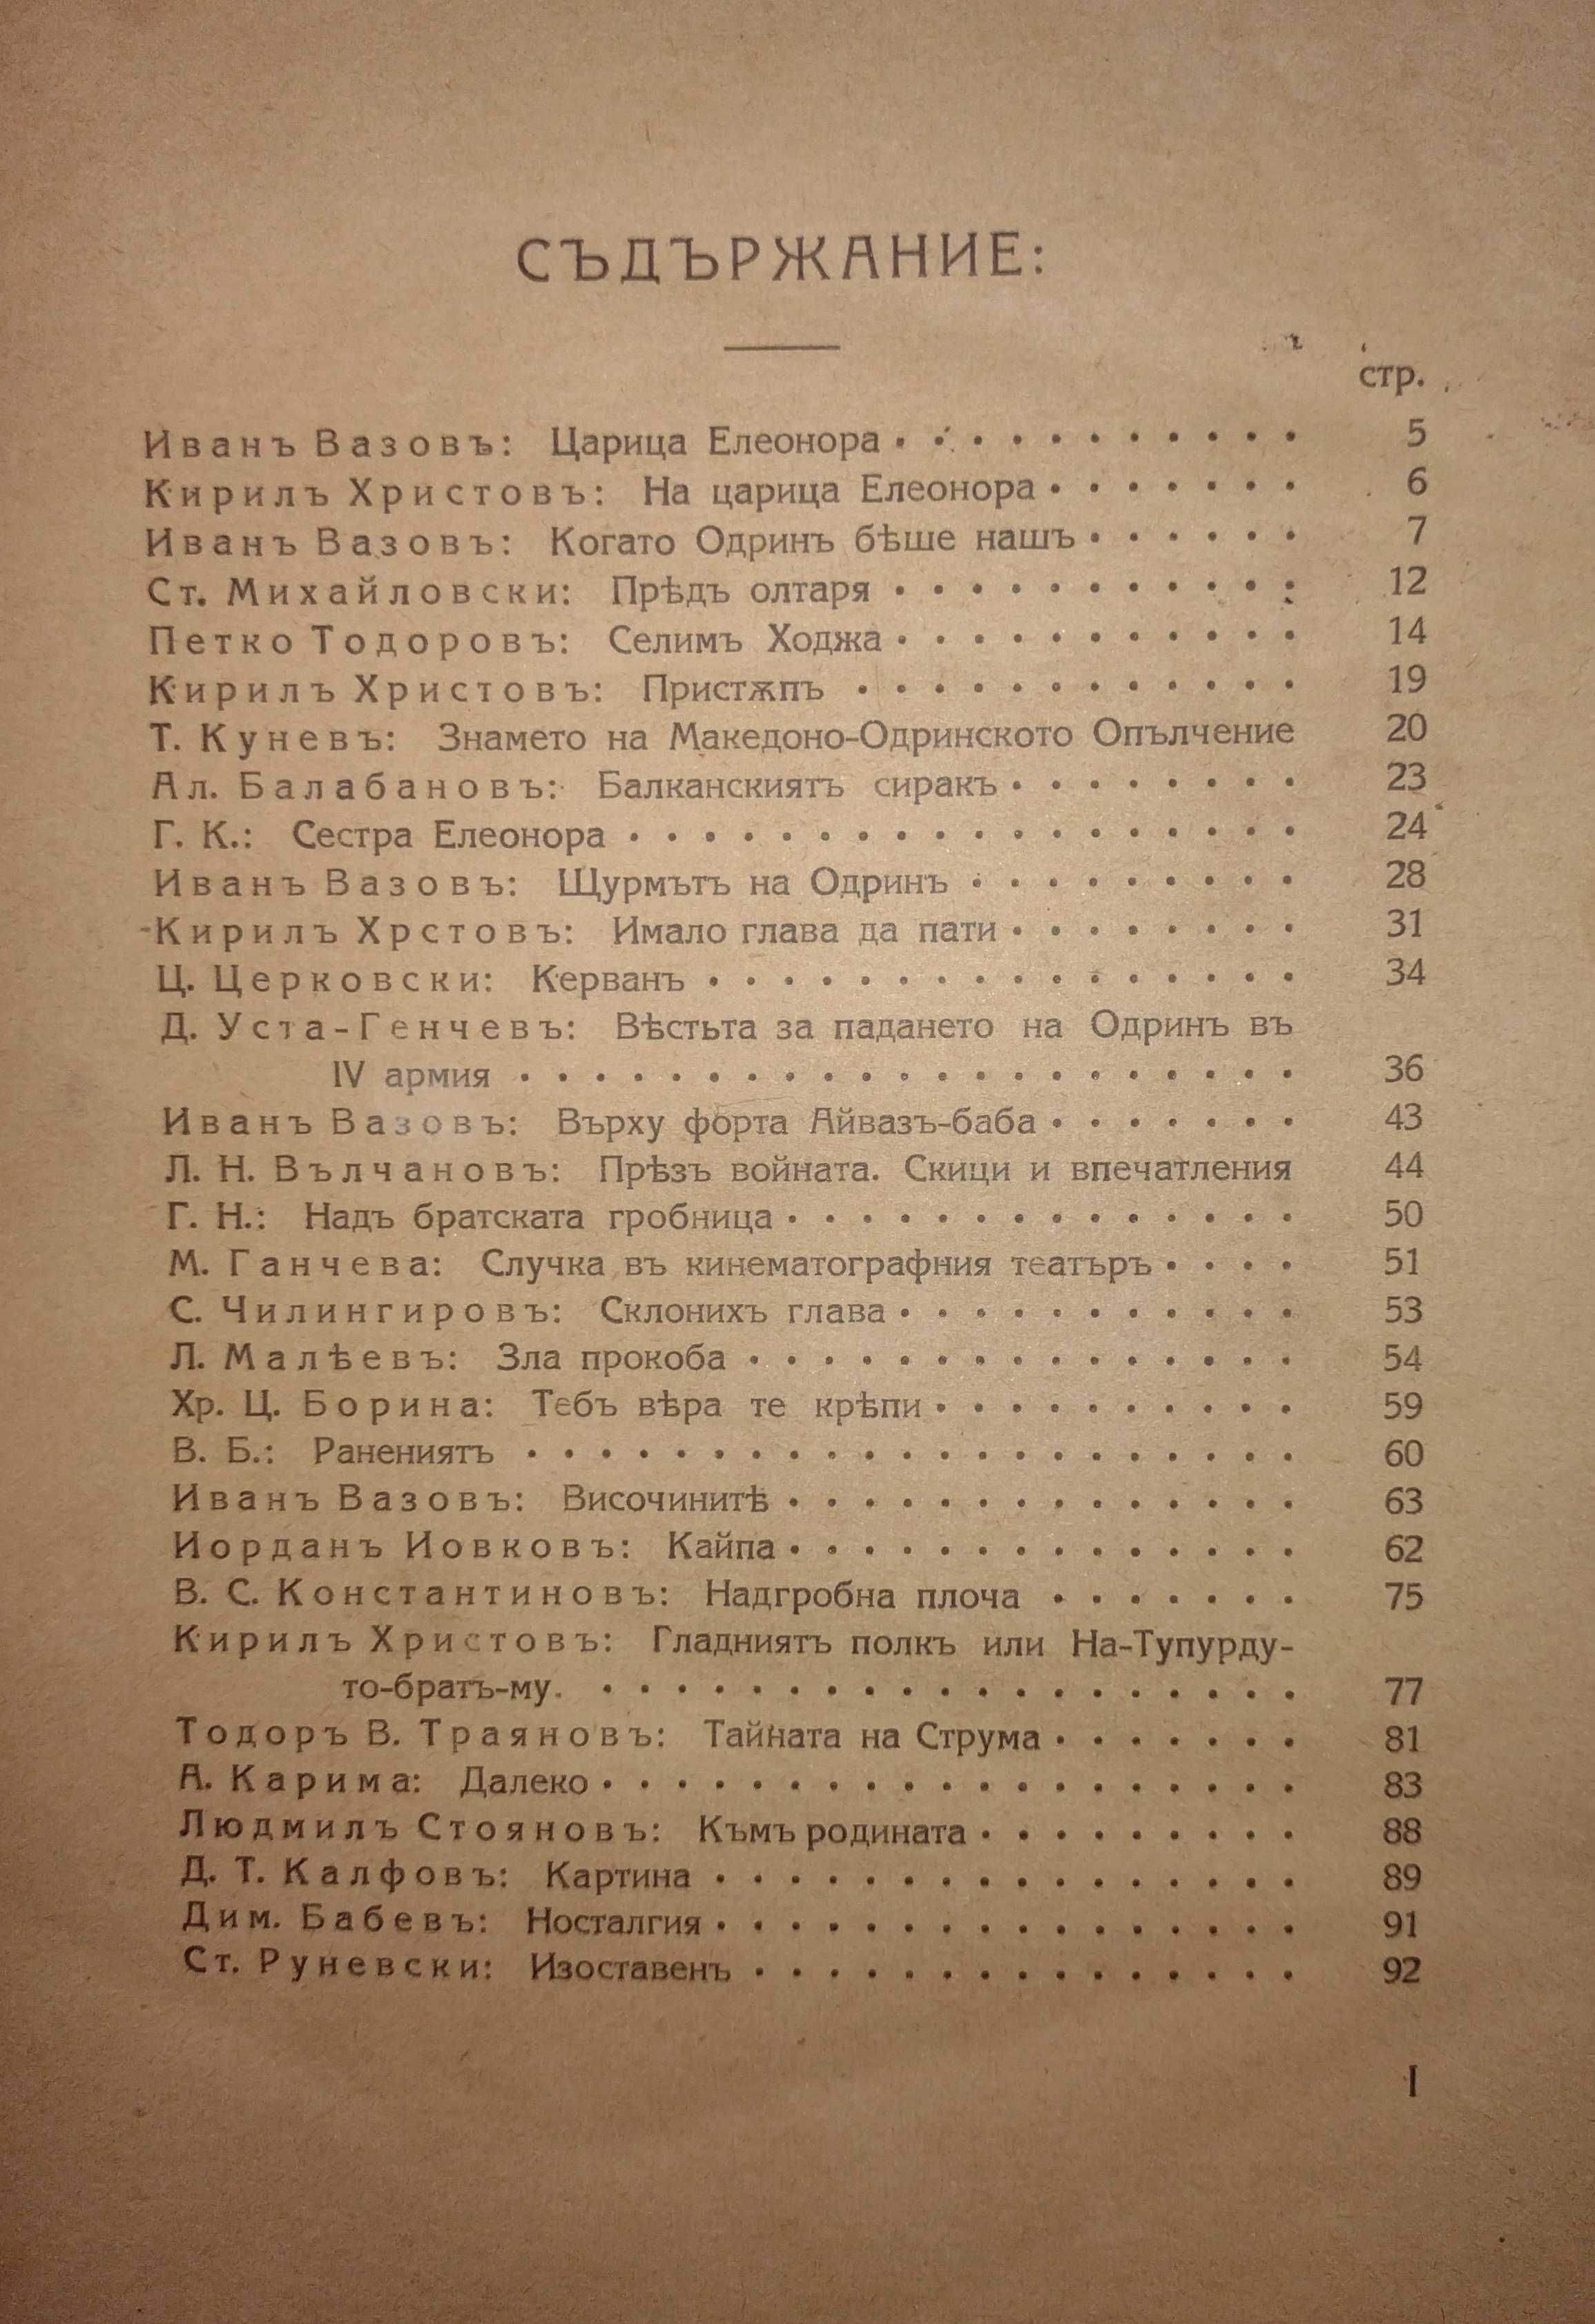 СЪДЪРЖАНИЕ:
стр.
Иванъ Вазовъ: Царица Елеонора 5
Кирилъ Христовъ: На царица Елеонора 6
Иванъ Вазовъ: Когато Одринъ бѣше нашъ 7
Ст. Михайловски: Прѣдъ олтаря 12
Петко Тодоровъ: Селимъ Ходжа 14
Кирилъ Христовъ: Пристѫпъ 19
Т. Куневъ: Знамето на Македоно-Одринското Опълчение 20
Ал. Балабановъ: Балканскиятъ сиракъ 23
Г. К.: Сестра Елеонора 24
Иванъ Вазовъ: Щурмътъ на Одринъ 28
Кирилъ Хрстовъ: Имало глава да пати 31
Ц. Церковски: Керванъ 34
Д. Уста-Генчевъ: Вѣстьта за падането на Одринъ въ
IV армия 36
Иванъ Вазовъ: Върху форта Айвазъ-баба 43
Л. Н. Вълчановъ: Прѣзъ войната. Скици и впечатления 44
Г. Н.: Надъ братската гробница 50
М. Ганчева: Случка въ кинематографния театъръ 51
С. Чилингировъ: Склонихъ глава 53
Л. Малѣевъ: Зла прокоба 54
Хр. Ц. Борина: Тебъ вѣра те крѣпи 59
В. Б.: Ранениятъ 60
Иванъ Вазовъ: Височинитѣ 63
Иорданъ Иовковъ: Кайпа 62
В. С. Константиновъ: Надгробна плоча 75
Кирилъ Христовъ: Гладниятъ полкъ или На-Тупурду-
то-братъ-му. 77
Тодоръ В. Траяновъ: Тайната на Струма 81
А. Карима: Далеко 83
Людмилъ Стояновъ: Къмъ родината 88
Д. Т. Калфовъ: Картина 89
Дим. Бабевъ: Носталгия 91
Ст. Руневски: Изоставенъ 92
I